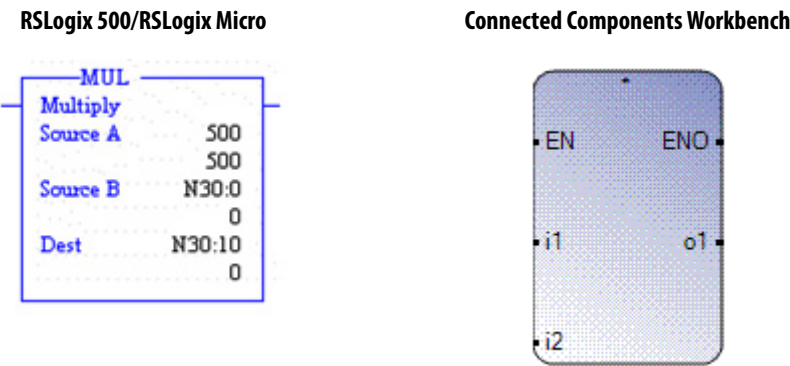 RSLogix 500/RSLogix Micro
Connected Components Workbench
MUL
Multiply
Source A 500
500
Source B N30:0
0
Dest N30:10
0
*
EN ENO
i1 o1
i2